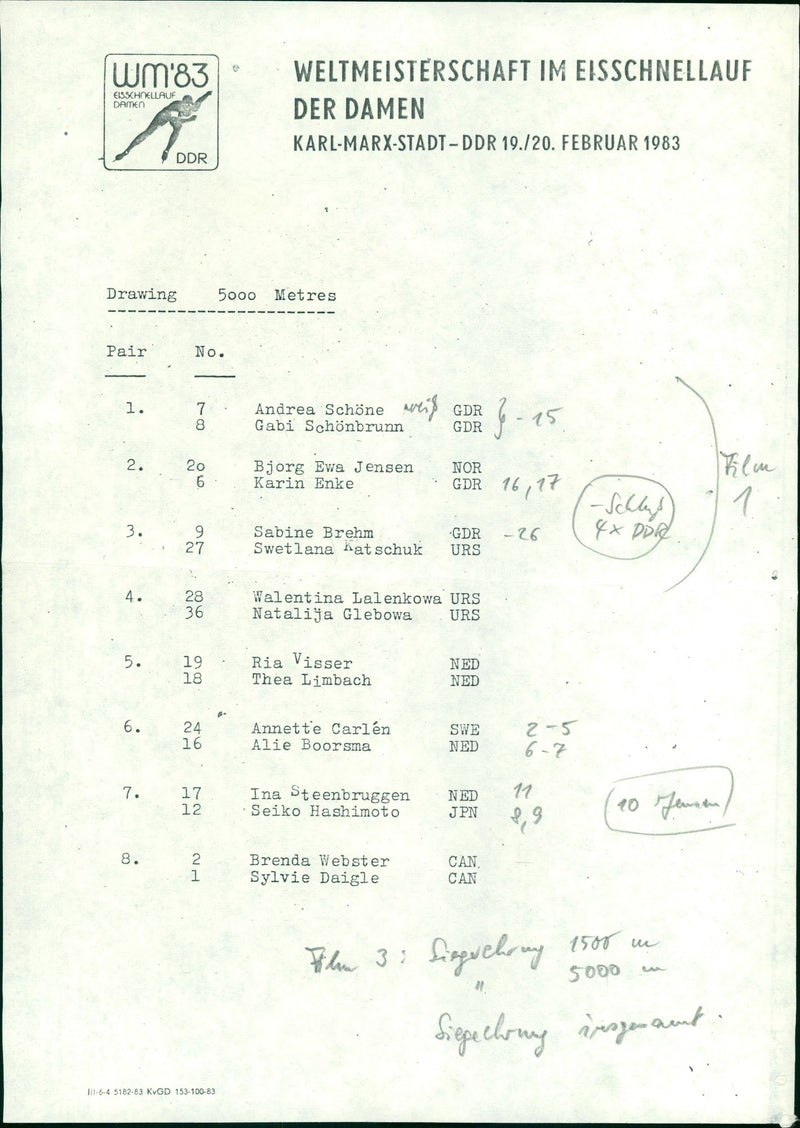 WM'83
EISSCHNELLAUF
DAMEN
DDR
WELTMEISTERSCHAFT IM EISSCHNELLAUF
DER DAMEN
KARL-MARX-STADT – DDR 19./20. FEBRUAR 1983
Drawing 5ooo Metres
Pair No.
1. 7 Andrea Schöne weiß GDR
8 Gabi Schönbrunn GDR } - 15
2. 2o Bjorg Ewa Jensen NOR
6 Karin Enke GDR 16, 17
3. 9 Sabine Brehm GDR - 26
27 Swetlana Katschuk URS
- Schluß
4x DDR
Film
1
4. 28 Walentina Lalenkowa URS
36 Natalija Glebowa URS
5. 19 Ria Visser NED
18 Thea Limbach NED
6. 24 Annette Carlén SWE 2-5
16 Alie Boorsma NED 6-7
7. 17 Ina Steenbruggen NED 11
12 Seiko Hashimoto JPN 8,9
10 Jensen
8. 2 Brenda Webster CAN
1 Sylvie Daigle CAN
Film 3: Siegerehrung 1500 m
" 5000 m
Siegerehrung insgesamt
III-6-4 5182-83 KvGD 153-100-83